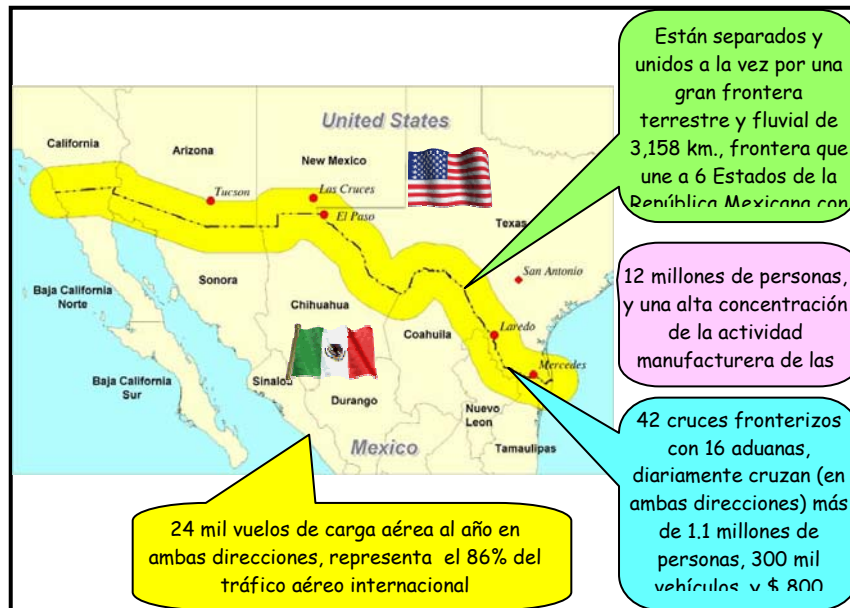 Están separados y
unidos a la vez por una
gran frontera
terrestre y fluvial de
3,158 km., frontera que
une a 6 Estados de la
República Mexicana con
United States
California
Arizona
New Mexico
Las Cruces
Tucson
El Paso
Texas
San Antonio
Sonora
Baja California
Norte
Chihuahua
Coahuila
Laredo
Mercedes
Baja California
Sur
Sinaloa
Durango
Nuevo
Leon
Tamaulipas
Mexico
12 millones de personas,
y una alta concentración
de la actividad
manufacturera de las
42 cruces fronterizos
con 16 aduanas,
diariamente cruzan (en
ambas direcciones) más
de 1.1 millones de
personas, 300 mil
vehículos, y $ 800
24 mil vuelos de carga aérea al año en
ambas direcciones, representa el 86% del
tráfico aéreo internacional